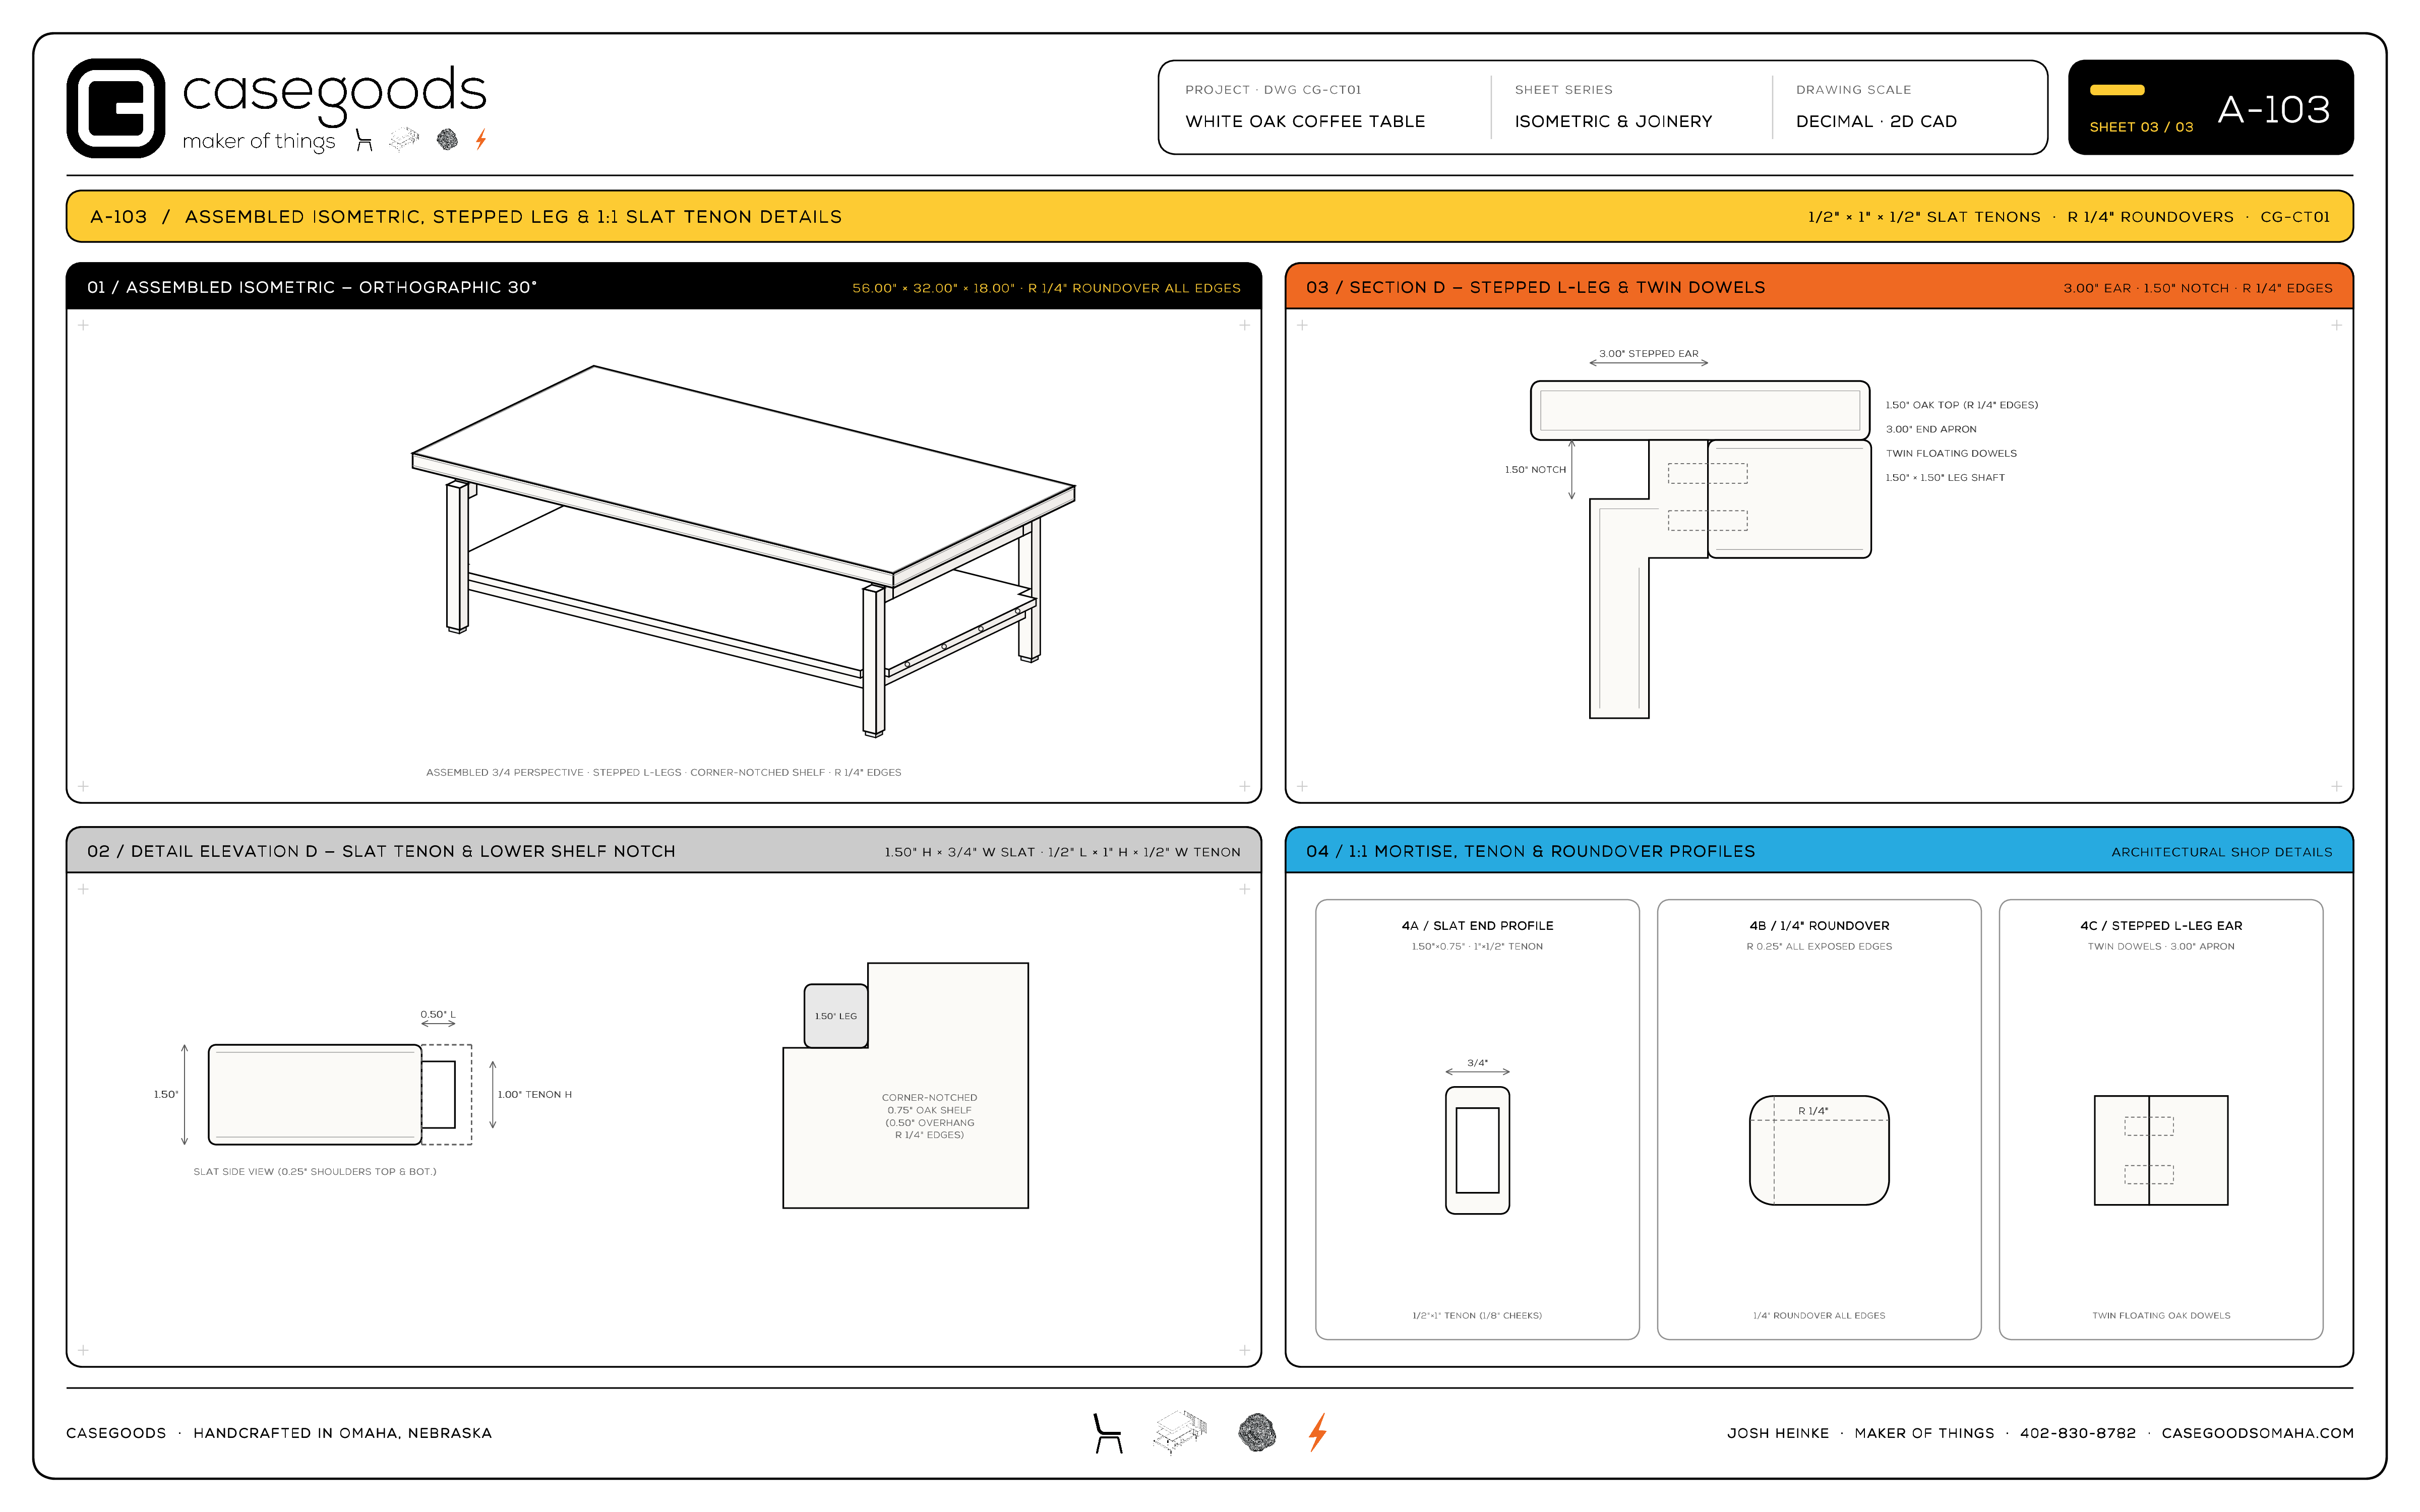 casegoods
maker of things
PROJECT · DWG CG-CT01
WHITE OAK COFFEE TABLE
SHEET SERIES
ISOMETRIC & JOINERY
DRAWING SCALE
DECIMAL · 2D CAD
SHEET 03 / 03
A-103
A-103 / ASSEMBLED ISOMETRIC, STEPPED LEG & 1:1 SLAT TENON DETAILS
1/2" × 1" × 1/2" SLAT TENONS · R 1/4" ROUNDOVERS · CG-CT01
01 / ASSEMBLED ISOMETRIC – ORTHOGRAPHIC 30°
56.00" × 32.00" × 18.00" · R 1/4" ROUNDOVER ALL EDGES
ASSEMBLED 3/4 PERSPECTIVE · STEPPED L-LEGS · CORNER-NOTCHED SHELF · R 1/4" EDGES
03 / SECTION D – STEPPED L-LEG & TWIN DOWELS
3.00" EAR · 1.50" NOTCH · R 1/4" EDGES
3.00" STEPPED EAR
1.50" NOTCH
1.50" OAK TOP (R 1/4" EDGES)
3.00" END APRON
TWIN FLOATING DOWELS
1.50" × 1.50" LEG SHAFT
02 / DETAIL ELEVATION D – SLAT TENON & LOWER SHELF NOTCH
1.50" H × 3/4" W SLAT · 1/2" L × 1" H × 1/2" W TENON
0.50" L
1.50"
1.00" TENON H
SLAT SIDE VIEW (0.25" SHOULDERS TOP & BOT.)
1.50" LEG
CORNER-NOTCHED
0.75" OAK SHELF
(0.50" OVERHANG
R 1/4" EDGES)
04 / 1:1 MORTISE, TENON & ROUNDOVER PROFILES
ARCHITECTURAL SHOP DETAILS
4A / SLAT END PROFILE
1.50"×0.75" · 1"×1/2" TENON
3/4"
1/2"×1" TENON (1/8" CHEEKS)
4B / 1/4" ROUNDOVER
R 0.25" ALL EXPOSED EDGES
R 1/4"
1/4" ROUNDOVER ALL EDGES
4C / STEPPED L-LEG EAR
TWIN DOWELS · 3.00" APRON
TWIN FLOATING OAK DOWELS
CASEGOODS · HANDCRAFTED IN OMAHA, NEBRASKA
JOSH HEINKE · MAKER OF THINGS · 402-830-8782 · CASEGOODSOMAHA.COM